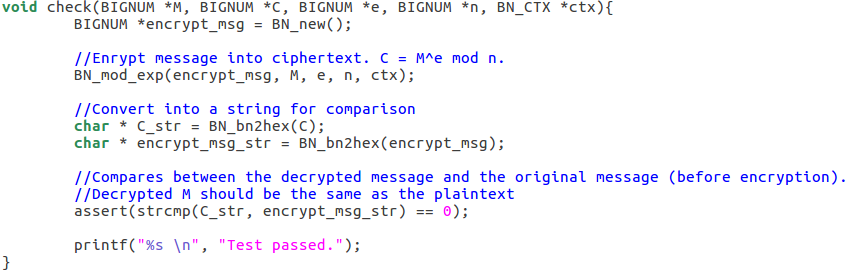 void check(BIGNUM *M, BIGNUM *C, BIGNUM *e, BIGNUM *n, BN_CTX *ctx){
        BIGNUM *encrypt_msg = BN_new();

        //Enrypt message into ciphertext. C = M^e mod n.
        BN_mod_exp(encrypt_msg, M, e, n, ctx);

        //Convert into a string for comparison
        char * C_str = BN_bn2hex(C);
        char * encrypt_msg_str = BN_bn2hex(encrypt_msg);

        //Compares between the decrypted message and the original message (before encryption).
        //Decrypted M should be the same as the plaintext
        assert(strcmp(C_str, encrypt_msg_str) == 0);

        printf("%s \n", "Test passed.");
}